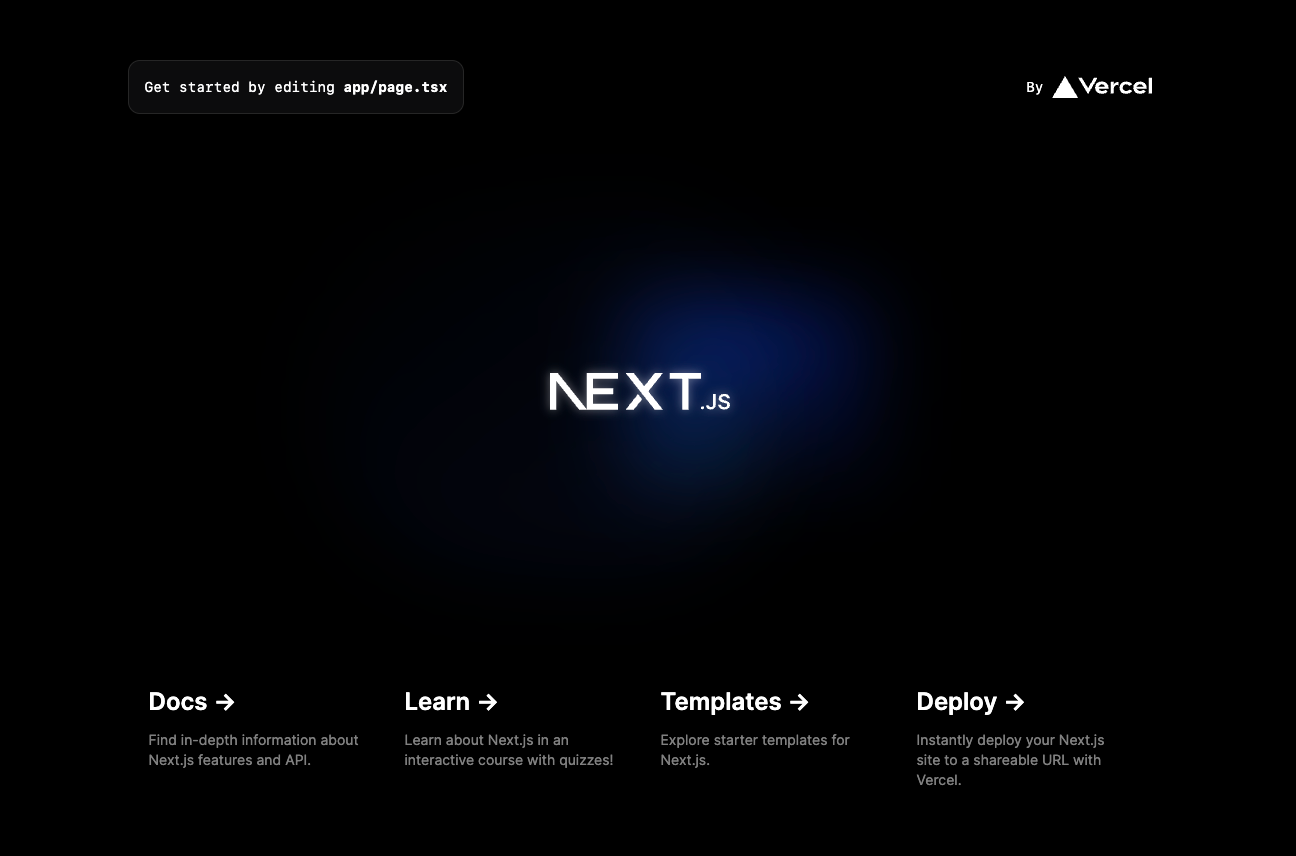 Get started by editing app/page.tsx
By Vercel
NEXT.JS
Docs →
Find in-depth information about
Next.js features and API.
Learn →
Learn about Next.js in an
interactive course with quizzes!
Templates →
Explore starter templates for
Next.js.
Deploy →
Instantly deploy your Next.js
site to a shareable URL with
Vercel.